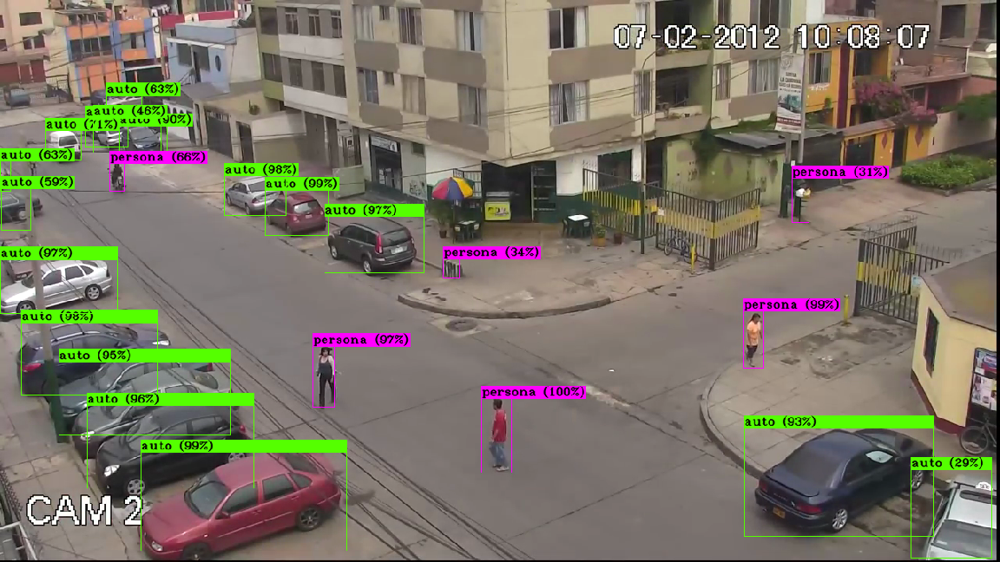 07-02-2012 10:08:07
auto (63%)
aauto (46%)
auto (90%)
auto (71%)
auto (63%)
persona (66%)
auto (98%)
persona (31%)
auto (59%)
auto (99%)
auto (97%)
auto (97%)
persona (34%)
persona (99%)
auto (98%)
persona (97%)
auto (95%)
persona (100%)
auto (96%)
auto (93%)
auto (99%)
auto (29%)
CAM 2